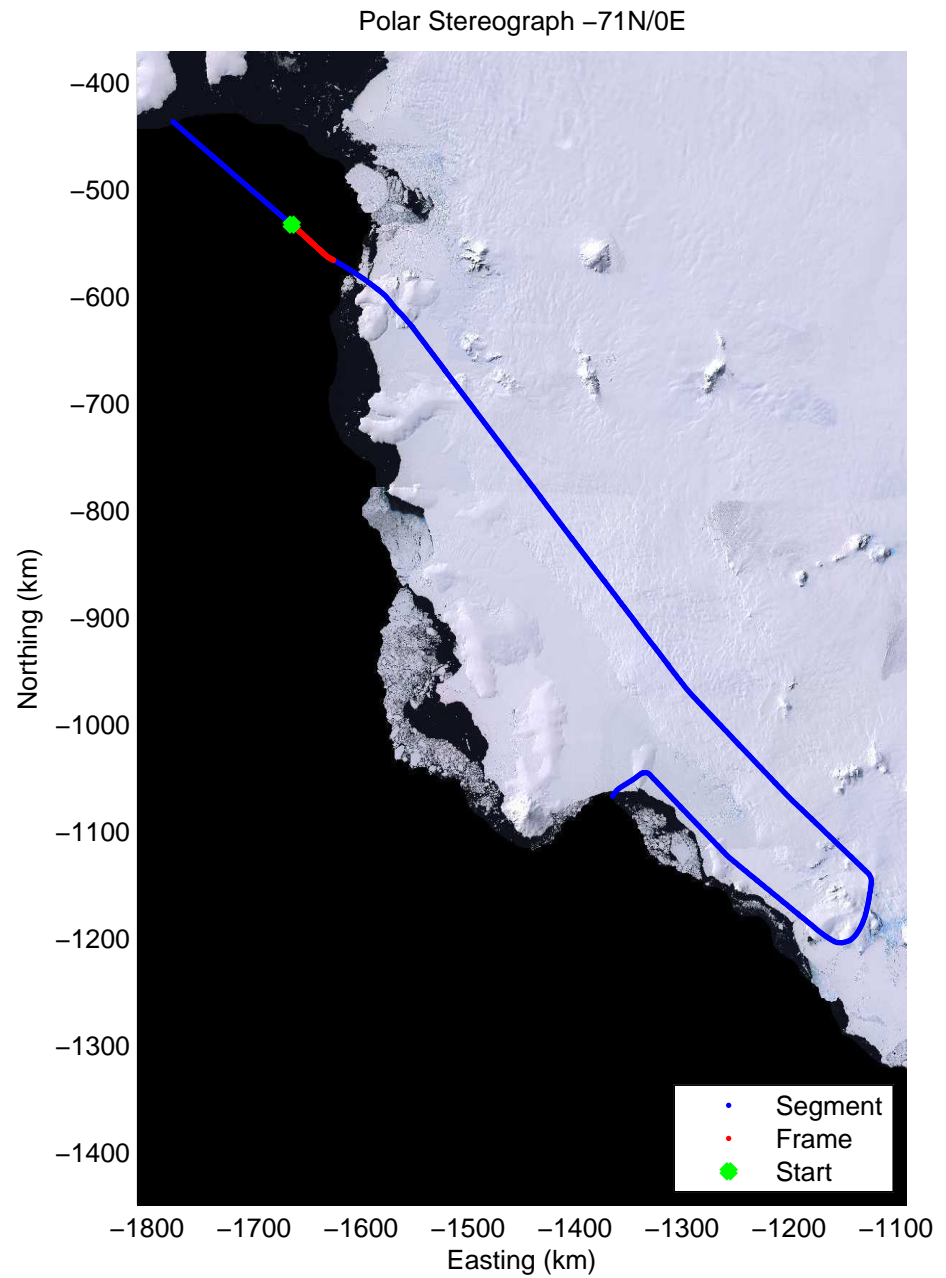 Polar Stereograph −71N/0E
−400
−500
−600
−700
−800
−900
−1000
−1100
−1200
−1300
−1400
Northing (km)
Segment
Frame
Start
−1800 −1700 −1600 −1500 −1400 −1300 −1200 −1100
Easting (km)